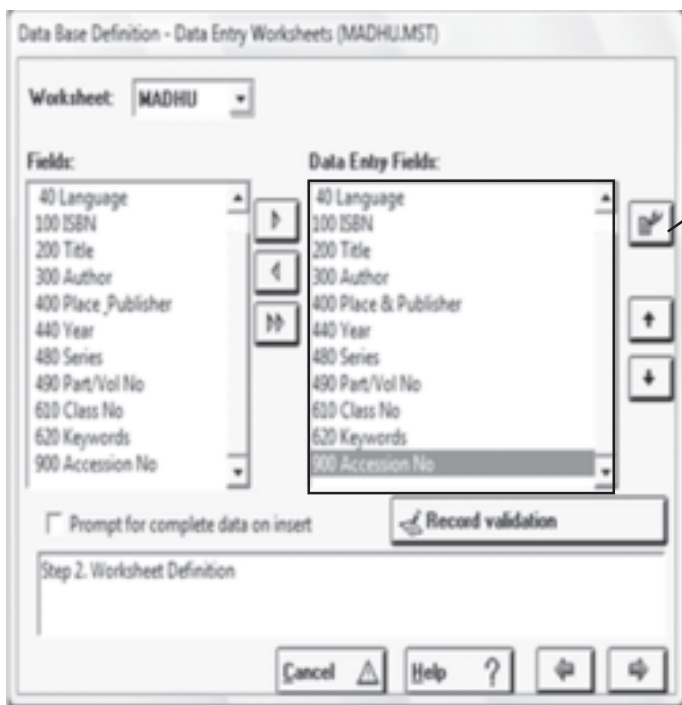 Data Base Definition - Data Entry Worksheets (MADHU.MST)
Worksheet: MADHU
Fields:
40 Language
100 ISBN
200 Title
300 Author
400 Place_Publisher
440 Year
480 Series
490 Part/Vol No
610 Class No
620 Keywords
900 Accession No
Data Entry Fields:
40 Language
100 ISBN
200 Title
300 Author
400 Place & Publisher
440 Year
480 Series
490 Part/Vol No
610 Class No
620 Keywords
900 Accession No
Prompt for complete data on insert
Record validation
Step 2. Worksheet Definition
Cancel
Help ?